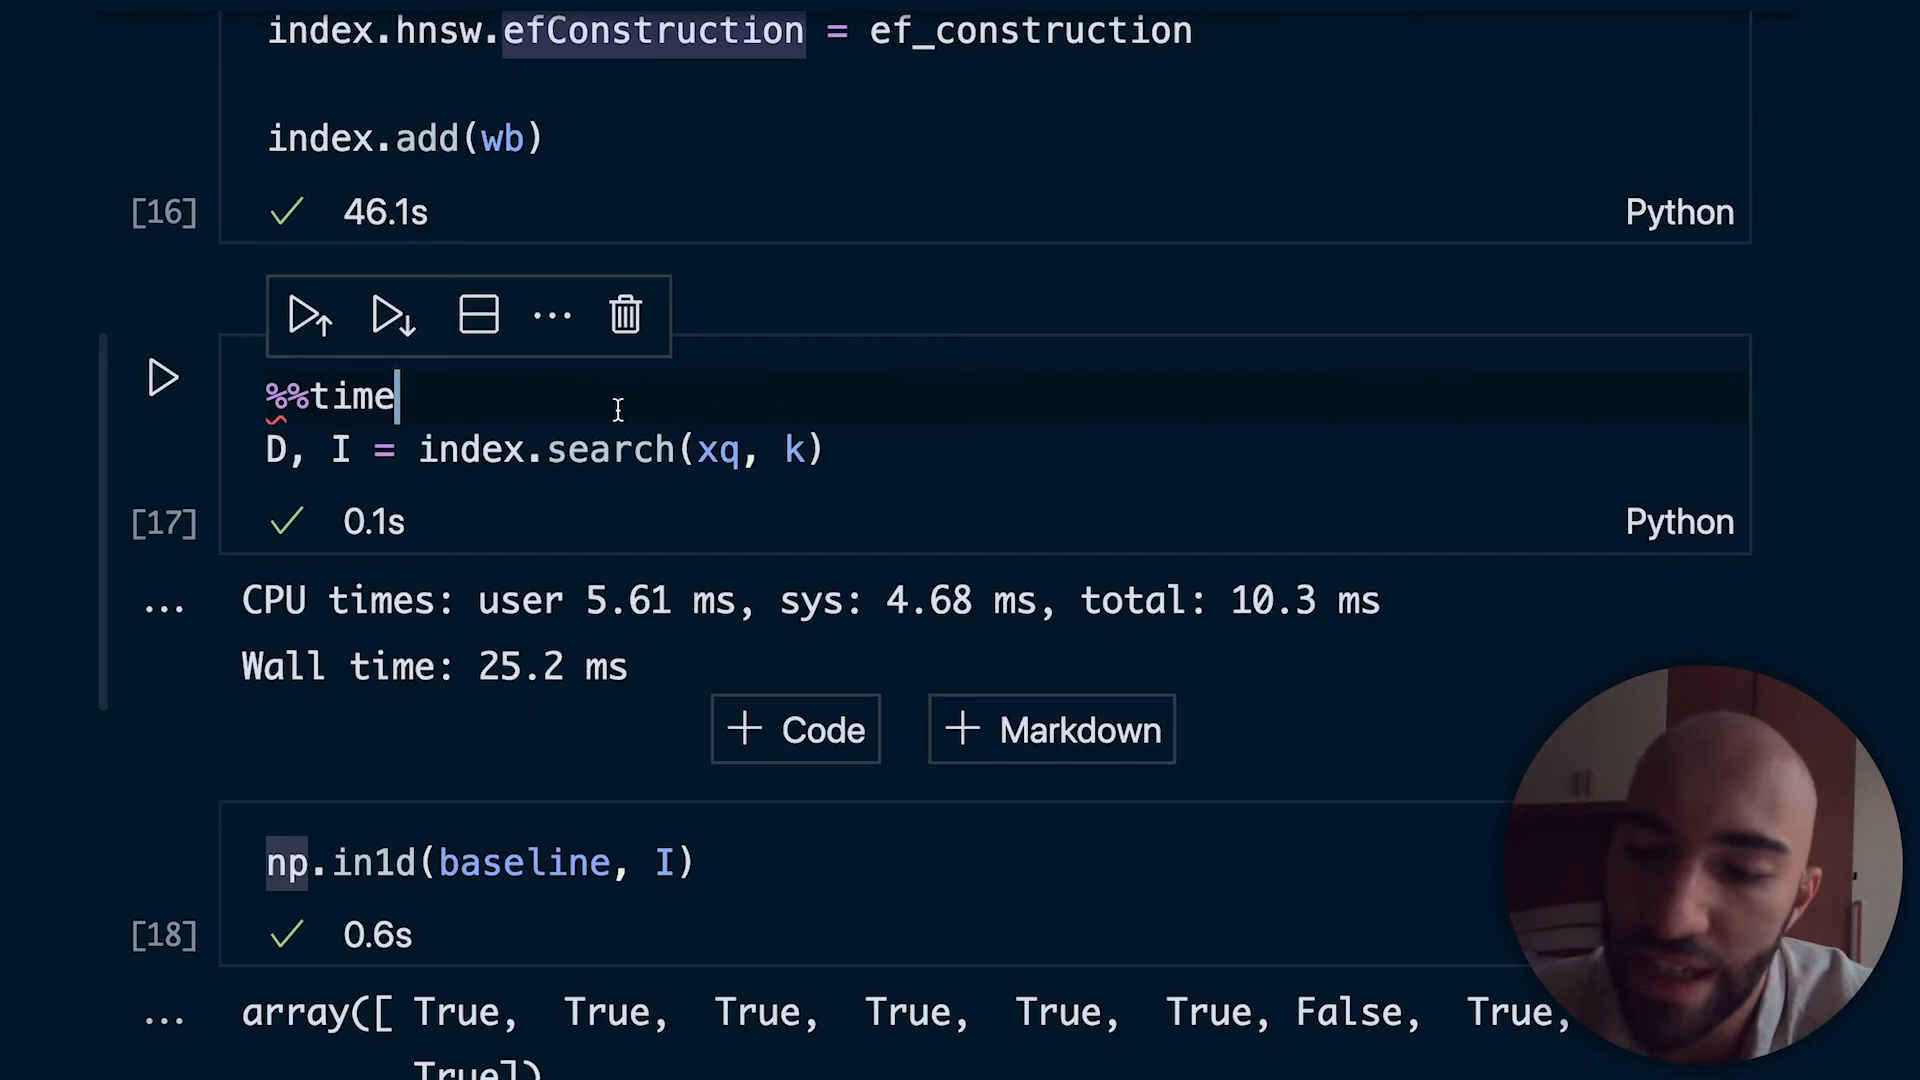 index.hnsw.efConstruction = ef_construction
index.add(wb)
[16] 46.1s Python
%%time
D, I = index.search(xq, k)
[17] 0.1s Python
... CPU times: user 5.61 ms, sys: 4.68 ms, total: 10.3 ms
Wall time: 25.2 ms
+ Code + Markdown
np.in1d(baseline, I)
[18] 0.6s
... array([ True, True, True, True, True, True, False, True,
True])